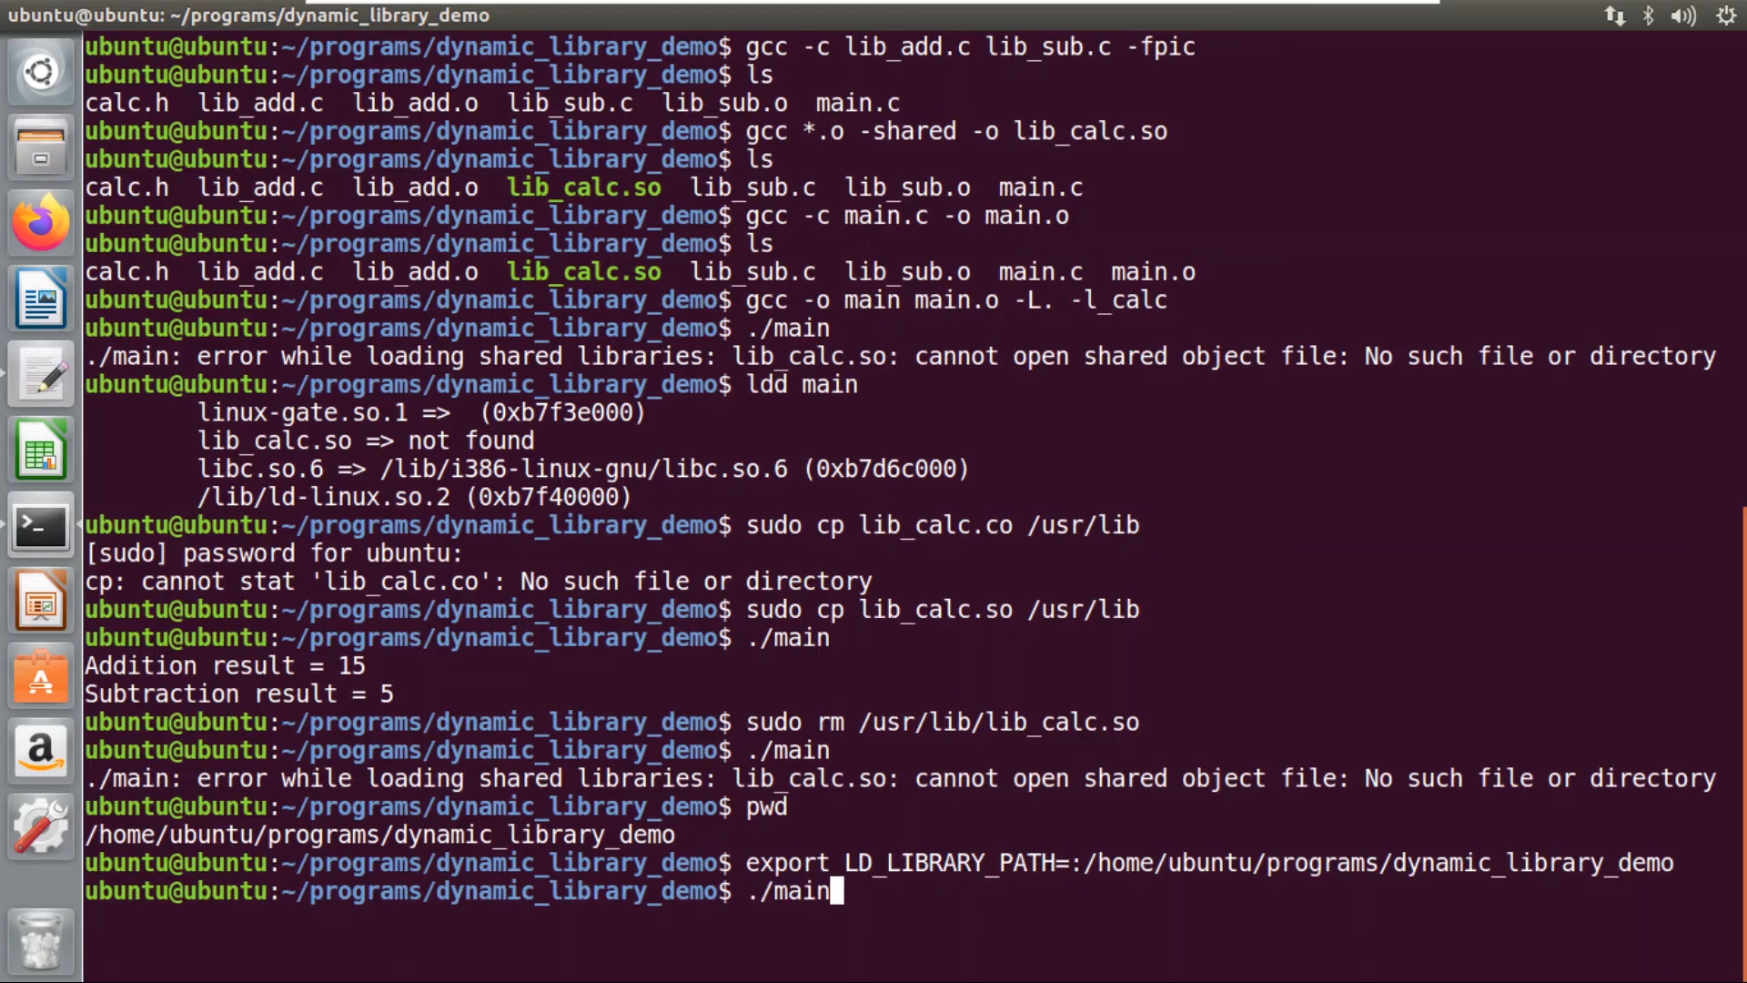 ubuntu@ubuntu: ~/programs/dynamic_library_demo
ubuntu@ubuntu:~/programs/dynamic_library_demo$ gcc -c lib_add.c lib_sub.c -fpic
ubuntu@ubuntu:~/programs/dynamic_library_demo$ ls
calc.h  lib_add.c  lib_add.o  lib_sub.c  lib_sub.o  main.c
ubuntu@ubuntu:~/programs/dynamic_library_demo$ gcc *.o -shared -o lib_calc.so
ubuntu@ubuntu:~/programs/dynamic_library_demo$ ls
calc.h  lib_add.c  lib_add.o  lib_calc.so  lib_sub.c  lib_sub.o  main.c
ubuntu@ubuntu:~/programs/dynamic_library_demo$ gcc -c main.c -o main.o
ubuntu@ubuntu:~/programs/dynamic_library_demo$ ls
calc.h  lib_add.c  lib_add.o  lib_calc.so  lib_sub.c  lib_sub.o  main.c  main.o
ubuntu@ubuntu:~/programs/dynamic_library_demo$ gcc -o main main.o -L. -l_calc
ubuntu@ubuntu:~/programs/dynamic_library_demo$ ./main
./main: error while loading shared libraries: lib_calc.so: cannot open shared object file: No such file or directory
ubuntu@ubuntu:~/programs/dynamic_library_demo$ ldd main
linux-gate.so.1 =>  (0xb7f3e000)
lib_calc.so => not found
libc.so.6 => /lib/i386-linux-gnu/libc.so.6 (0xb7d6c000)
/lib/ld-linux.so.2 (0xb7f40000)
ubuntu@ubuntu:~/programs/dynamic_library_demo$ sudo cp lib_calc.co /usr/lib
[sudo] password for ubuntu:
cp: cannot stat 'lib_calc.co': No such file or directory
ubuntu@ubuntu:~/programs/dynamic_library_demo$ sudo cp lib_calc.so /usr/lib
ubuntu@ubuntu:~/programs/dynamic_library_demo$ ./main
Addition result = 15
Subtraction result = 5
ubuntu@ubuntu:~/programs/dynamic_library_demo$ sudo rm /usr/lib/lib_calc.so
ubuntu@ubuntu:~/programs/dynamic_library_demo$ ./main
./main: error while loading shared libraries: lib_calc.so: cannot open shared object file: No such file or directory
ubuntu@ubuntu:~/programs/dynamic_library_demo$ pwd
/home/ubuntu/programs/dynamic_library_demo
ubuntu@ubuntu:~/programs/dynamic_library_demo$ export LD_LIBRARY_PATH=:/home/ubuntu/programs/dynamic_library_demo
ubuntu@ubuntu:~/programs/dynamic_library_demo$ ./main